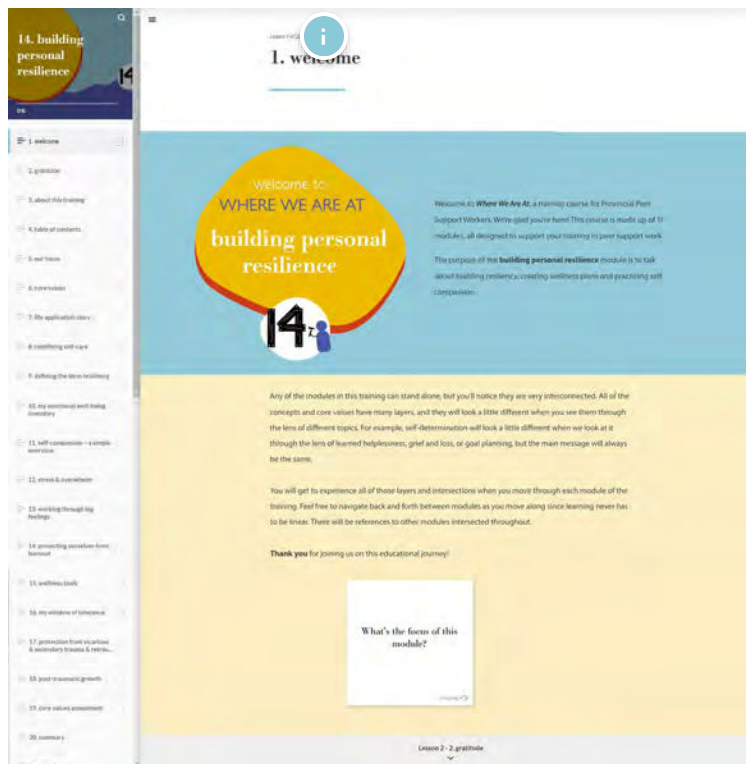 14. building
personal
resilience
14
1. welcome
2. gratitude
3. about this training
4. table of contents
5. our focus
6. core values
7. life application story
8. redefining self-care
9. defining the term resiliency
10. my emotional well-being
inventory
11. self-compassion – a simple
overview
12. stress & overwhelm
13. working through big
feelings
14. protecting ourselves from
burnout
15. wellness tools
16. my window of tolerance
17. protection from vicarious
& secondary trauma &
18. post-traumatic growth
19. core values assessment
20. summary
i
1. welcome
Welcome to
WHERE WE ARE AT
building personal
resilience
14
Welcome to Where We Are At, a training course for Provincial Peer
Support Workers. We're glad you're here! This course is made up of
modules, all designed to support your training in peer support work.
The purpose of the building personal resilience module is to talk
about building resiliency, creating wellness plans and practicing self
compassion.
Any of the modules in this training can stand alone, but you'll notice they are very interconnected. All of the
concepts and core values have many layers, and they will look a little different when you see them through
the lens of different topics. For example, self-determination will look a little different when we look at it
through the lens of learned helplessness, grief and loss, or goal planning, but the main message will always
be the same.
You will get to experience all of those layers and intersections when you move through each module of the
training. Feel free to navigate back and forth between modules as you move along since learning never has
to be linear. There will be references to other modules intersected throughout.
Thank you for joining us on this educational journey!
What's the focus of this
module?
Lesson 2 - 2. gratitude